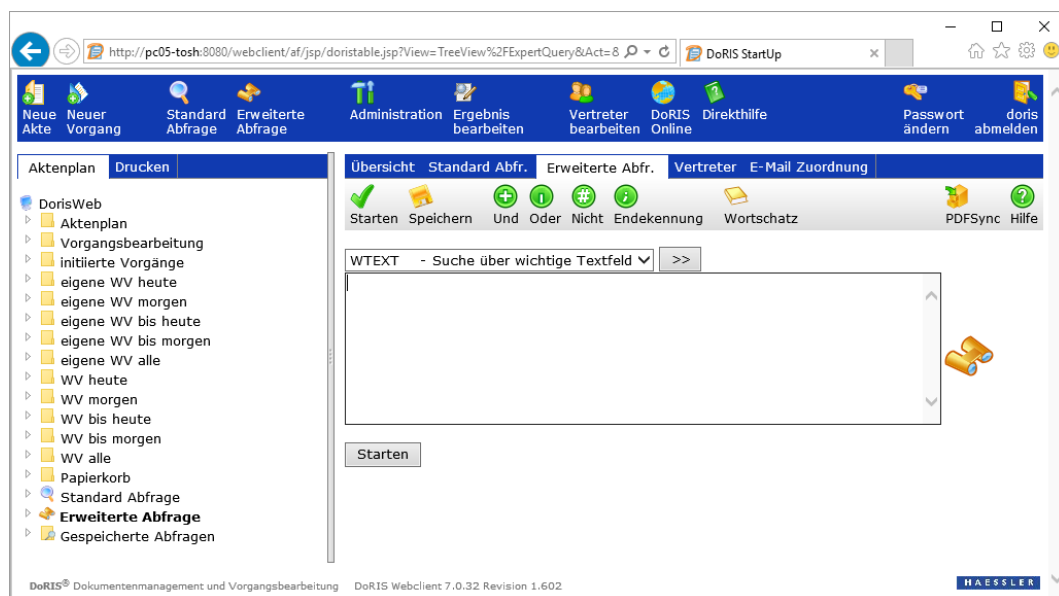 http://pc05-tosh:8080/webclient/af/jsp/doristable.jsp?View=TreeView%2FExpertQuery&Act=8
DoRIS StartUp
Neue Akte
Neuer Vorgang
Standard Abfrage
Erweiterte Abfrage
Administration
Ergebnis bearbeiten
Vertreter bearbeiten
DoRIS Online
Direkthilfe
Passwort ändern
doris abmelden
Aktenplan Drucken
Übersicht Standard Abfr. Erweiterte Abfr. Vertreter E-Mail Zuordnung
Starten Speichern Und Oder Nicht Endekennung Wortschatz PDFSync Hilfe
DorisWeb
Aktenplan
Vorgangsbearbeitung
initiierte Vorgänge
eigene WV heute
eigene WV morgen
eigene WV bis heute
eigene WV bis morgen
eigene WV alle
WV heute
WV morgen
WV bis heute
WV bis morgen
WV alle
Papierkorb
Standard Abfrage
Erweiterte Abfrage
Gespeicherte Abfragen
WTEXT - Suche über wichtige Textfeld >>
Starten
DoRIS® Dokumentenmanagement und Vorgangsbearbeitung DoRIS Webclient 7.0.32 Revision 1.602
HAESSLER